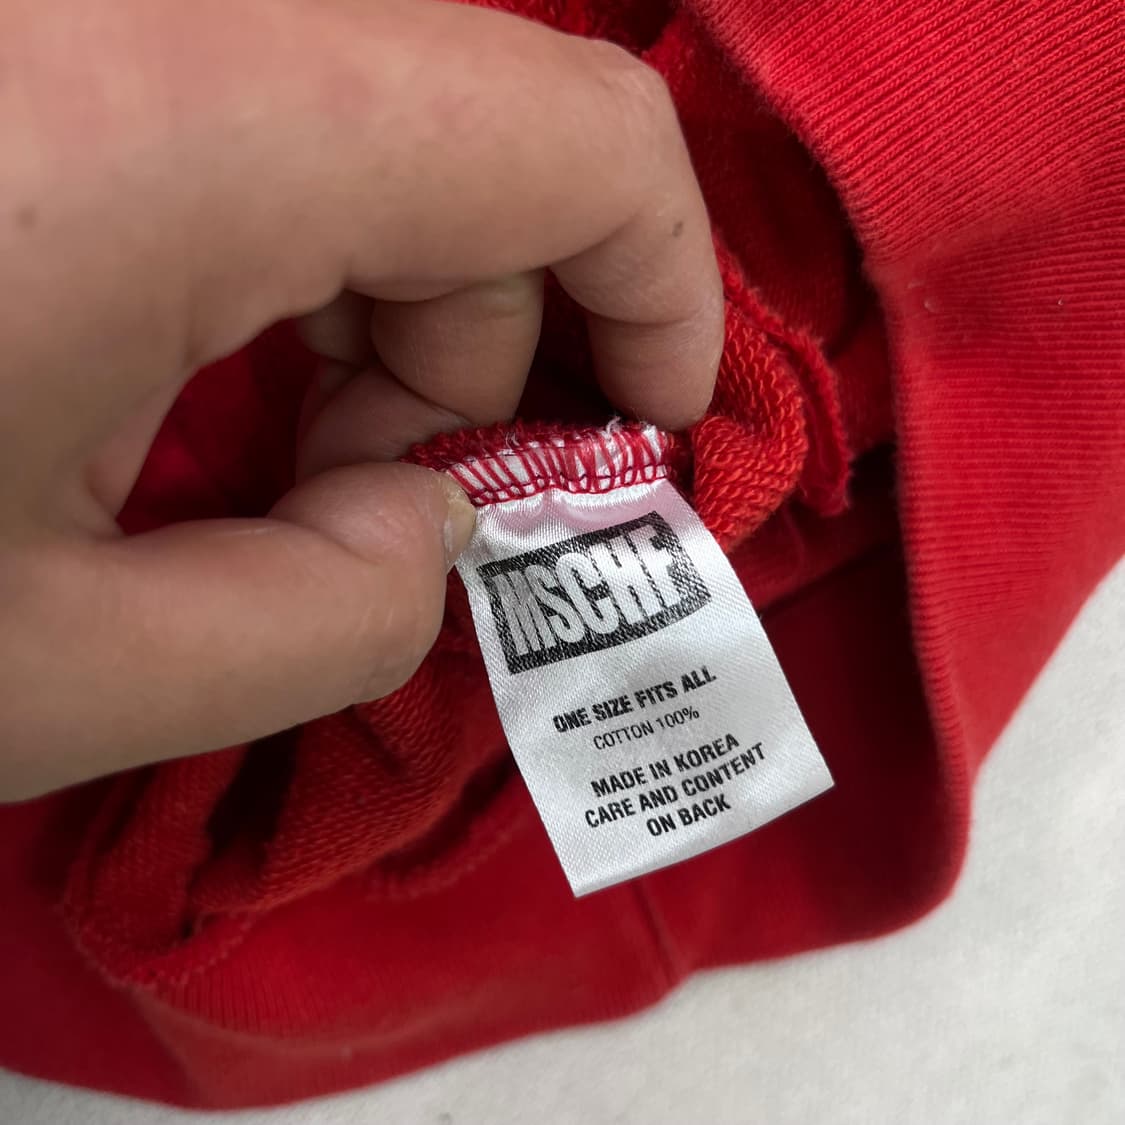 MSCHF
ONE SIZE FITS ALL
COTTON 100%
MADE IN KOREA
CARE AND CONTENT
ON BACK